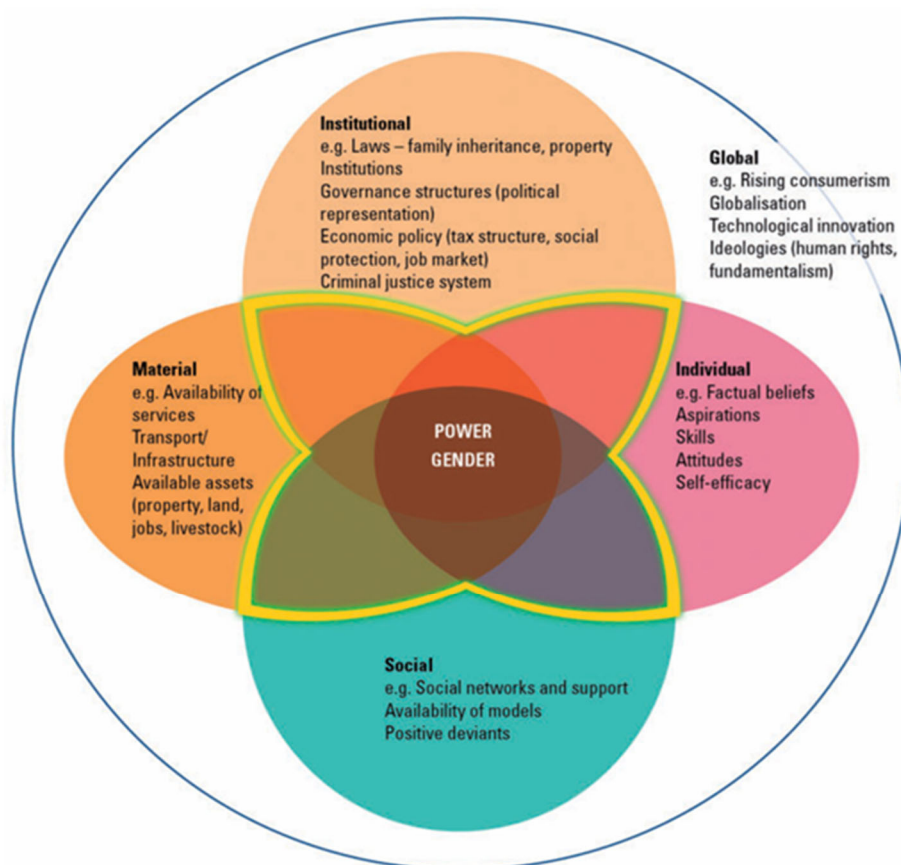 Institutional
e.g. Laws – family inheritance, property
Institutions
Governance structures (political
representation)
Economic policy (tax structure, social
protection, job market)
Criminal justice system
Global
e.g. Rising consumerism
Globalisation
Technological innovation
Ideologies (human rights,
fundamentalism)
Material
e.g. Availability of
services
Transport/
Infrastructure
Available assets
(property, land,
jobs, livestock)
POWER
GENDER
Individual
e.g. Factual beliefs
Aspirations
Skills
Attitudes
Self-efficacy
Social
e.g. Social networks and support
Availability of models
Positive deviants